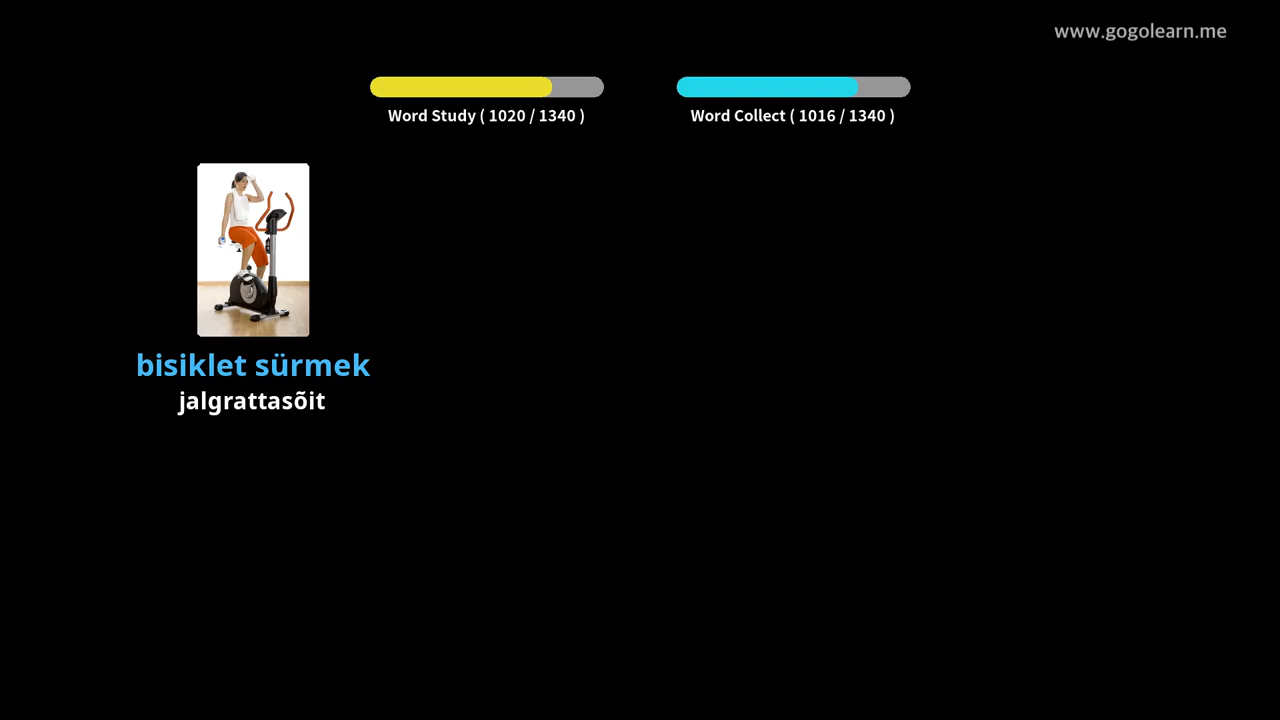 www.gogolearn.me
Word Study ( 1020 / 1340 )
Word Collect ( 1016 / 1340 )
bisiklet sürmek
jalgrattasõit